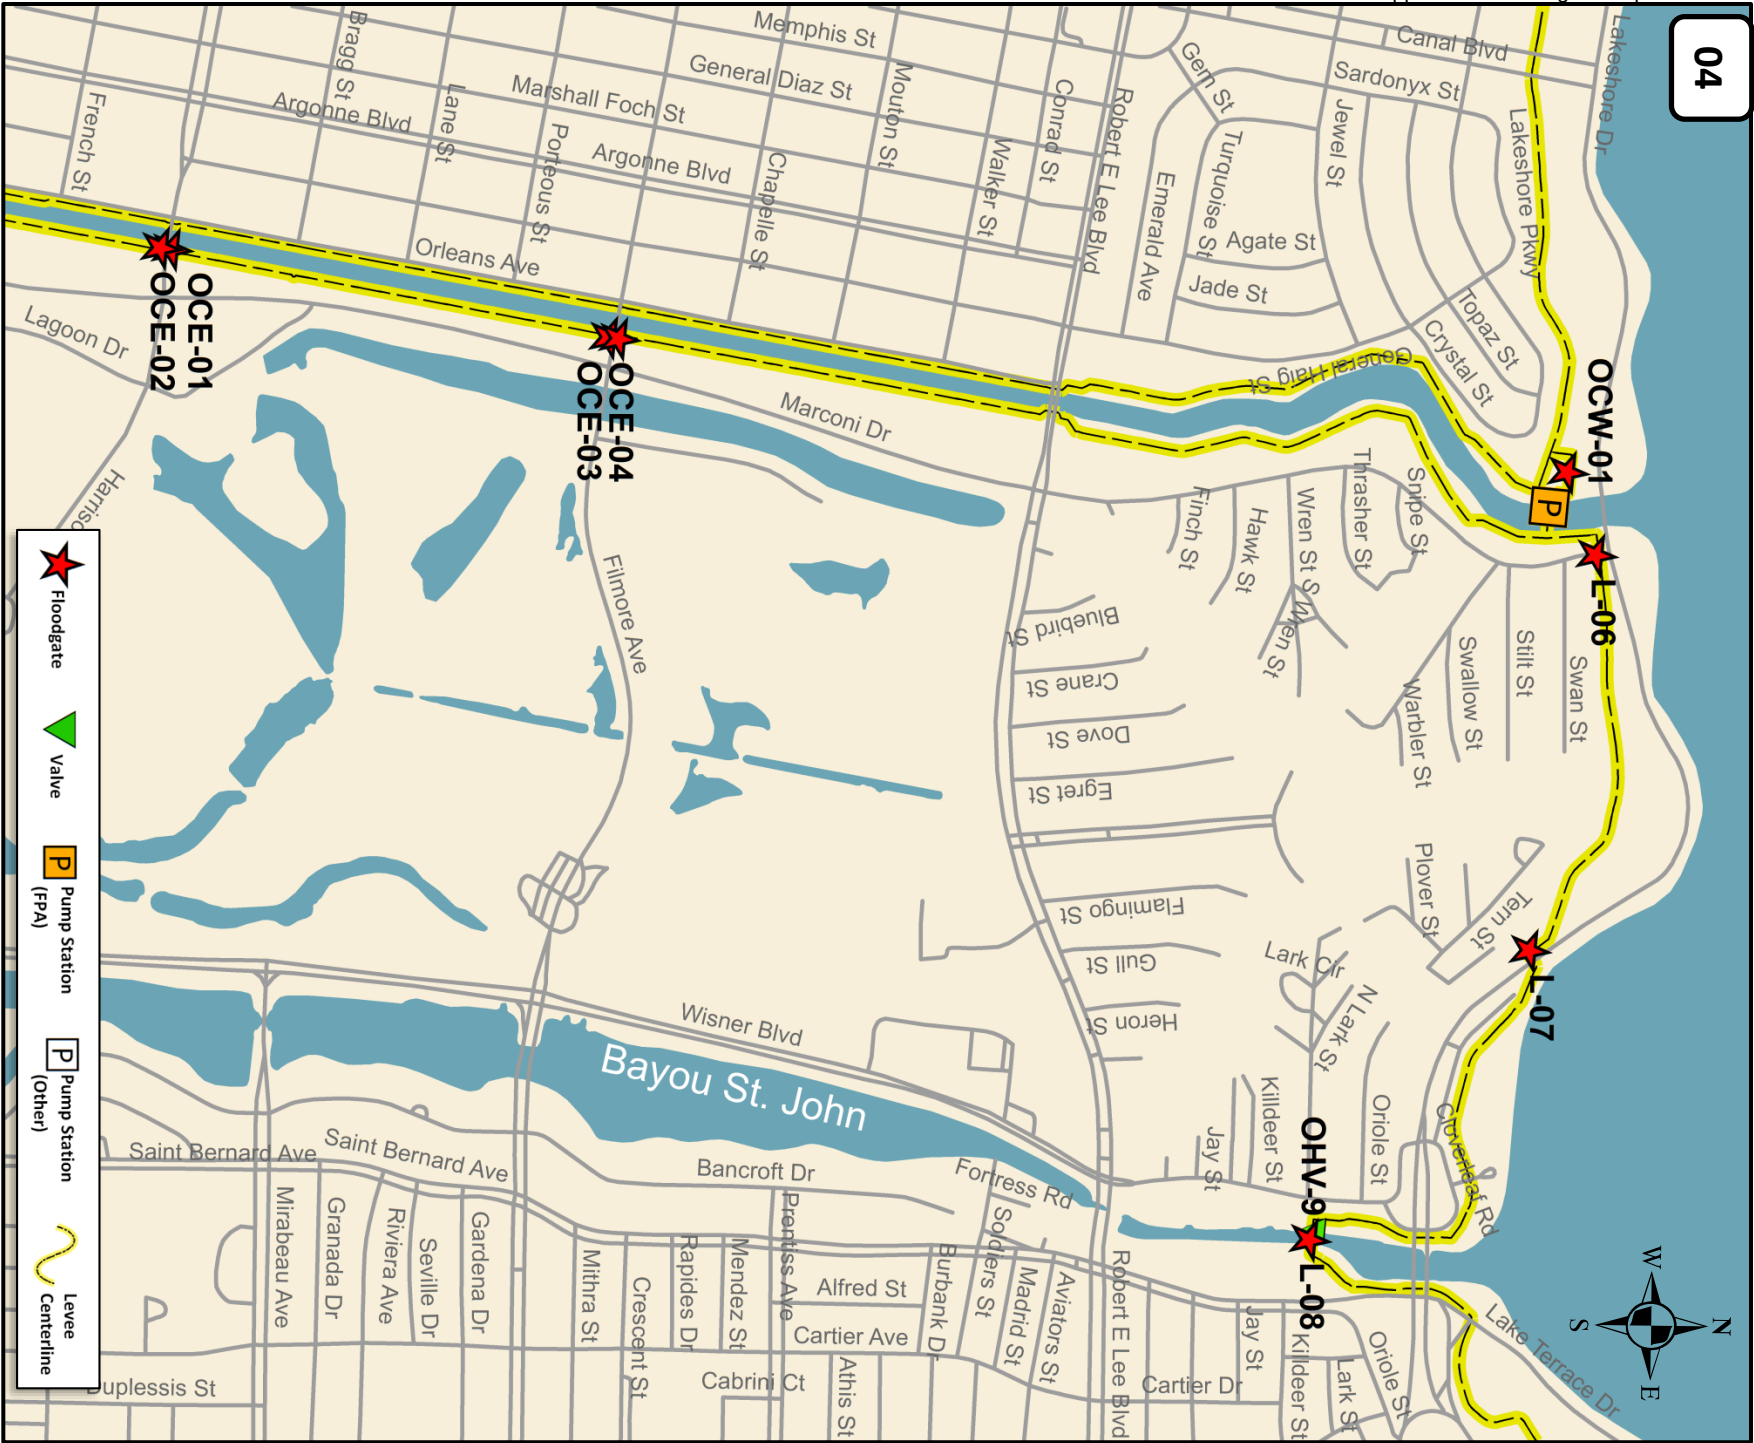 04
Canal Blvd
Lakeshore Dr
Memphis St
General Diaz St
Marshall Foch St
Argonne Blvd
Argonne Blvd
Bragg St
Lane St
French St
Porteous St
Mouton St
Chapelle St
Walker St
Conrad St
Robert E Lee Blvd
Gem St
Sardonyx St
Jewel St
Turquoise St
Emerald Ave
Agate St
Jade St
Lakeshore Pkwy
Topaz St
Crystal St
General Haig St
Orleans Ave
Lagoon Dr
OCE-01
OCE-02
OCE-04
OCE-03
OCW-01
P
L-06
Marconi Dr
Harriso
Filmore Ave
Finch St
Hawk St
Wren St
S Wren St
Thrasher St
Snipe St
Bluebird St
Crane St
Dove St
Egret St
Swan St
Stilt St
Swallow St
Warbler St
Plover St
Tern St
Flamingo St
Gull St
Heron St
Lark Cir
N Lark St
L-07
Wisner Blvd
Bayou St. John
Killdeer St
Jay St
Oriole St
Cloverleaf Rd
OHV-9
L-08
Saint Bernard Ave
Saint Bernard Ave
Bancroft Dr
Fortress Rd
Mirabeau Ave
Granada Dr
Riviera Ave
Seville Dr
Gardena Dr
Mithra St
Crescent St
Rapides Dr
Mendez St
Prentiss Ave
Alfred St
Cartier Ave
Burbank Dr
Soldiers St
Madrid St
Aviators St
Robert E Lee Blvd
Cabrini Ct
Athis St
Cartier Dr
Jay St
Killdeer St
Lark St
Oriole St
Lake Terrace Dr
Duplessis St
N
W
E
S
Floodgate
Valve
P
Pump Station
(FPA)
P
Pump Station
(Other)
Levee
Centerline